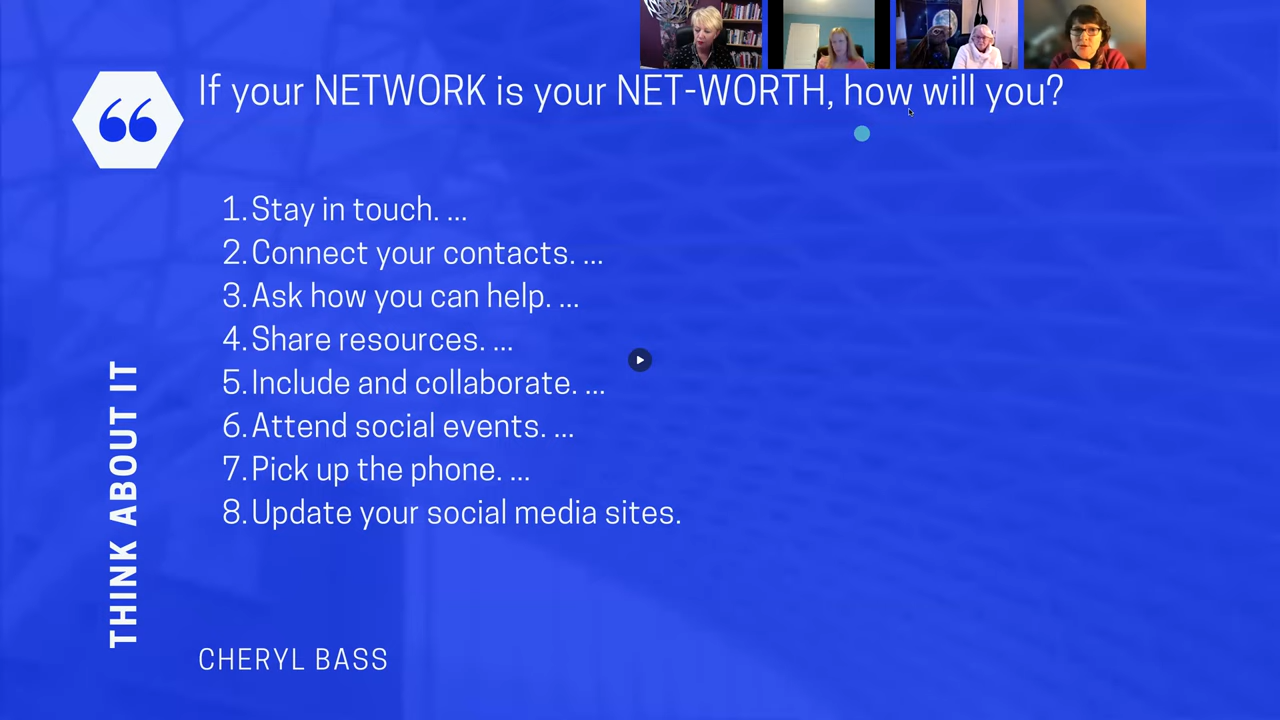 If your NETWORK is your NET-WORTH, how will you?
1. Stay in touch. ...
2. Connect your contacts. ...
3. Ask how you can help. ...
4. Share resources. ...
5. Include and collaborate. ...
6. Attend social events. ...
7. Pick up the phone. ...
8. Update your social media sites.
THINK ABOUT IT
CHERYL BASS